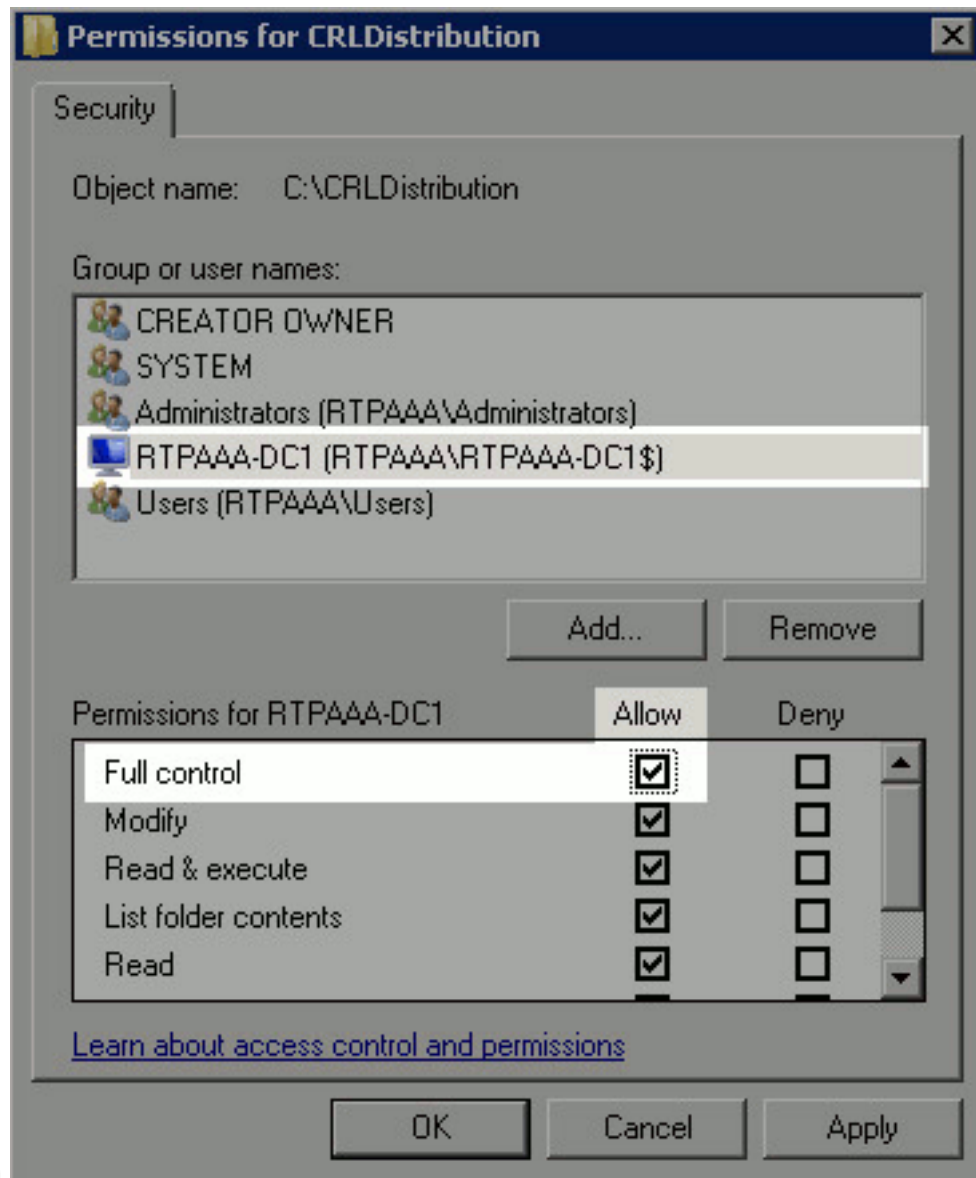 Permissions for CRLDistribution
Security
Object name: C:\CRLDistribution
Group or user names:
CREATOR OWNER
SYSTEM
Administrators (RTPAAA\Administrators)
RTPAAA-DC1 (RTPAAA\RTPAAA-DC1$)
Users (RTPAAA\Users)
Add... Remove
Permissions for RTPAAA-DC1 Allow Deny
Full control
Modify
Read & execute
List folder contents
Read
Learn about access control and permissions
OK Cancel Apply